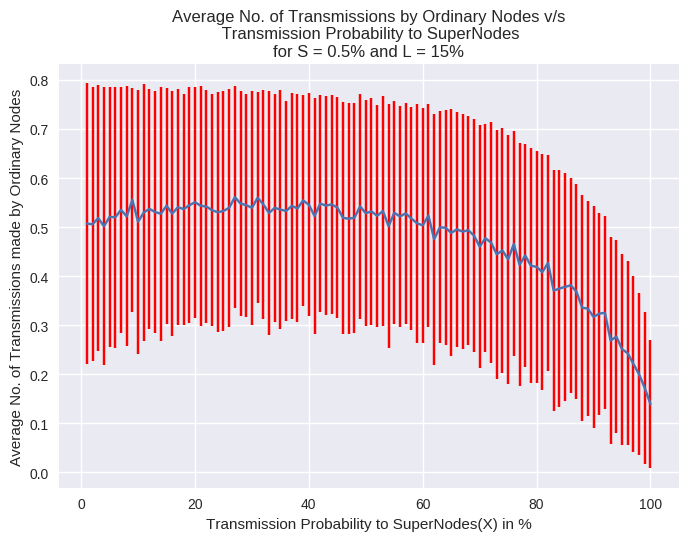 Average No. of Transmissions by Ordinary Nodes v/s
Transmission Probability to SuperNodes
for S = 0.5% and L = 15%
Average No. of Transmissions made by Ordinary Nodes
0.8
0.7
0.6
0.5
0.4
0.3
0.2
0.1
0.0
0 20 40 60 80 100
Transmission Probability to SuperNodes(X) in %